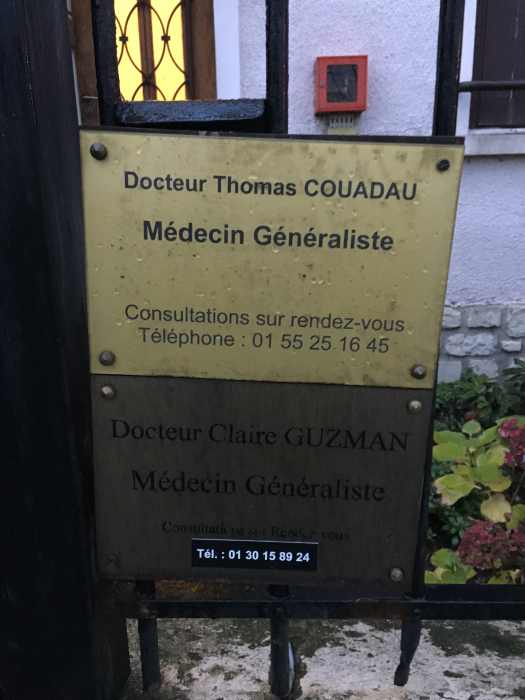 Docteur Thomas COUADAU
Médecin Généraliste
Consultations sur rendez-vous
Téléphone : 01 55 25 16 45
Docteur Claire GUZMAN
Médecin Généraliste
Consultations sur Rendez-vous
Tél. : 01 30 15 89 24